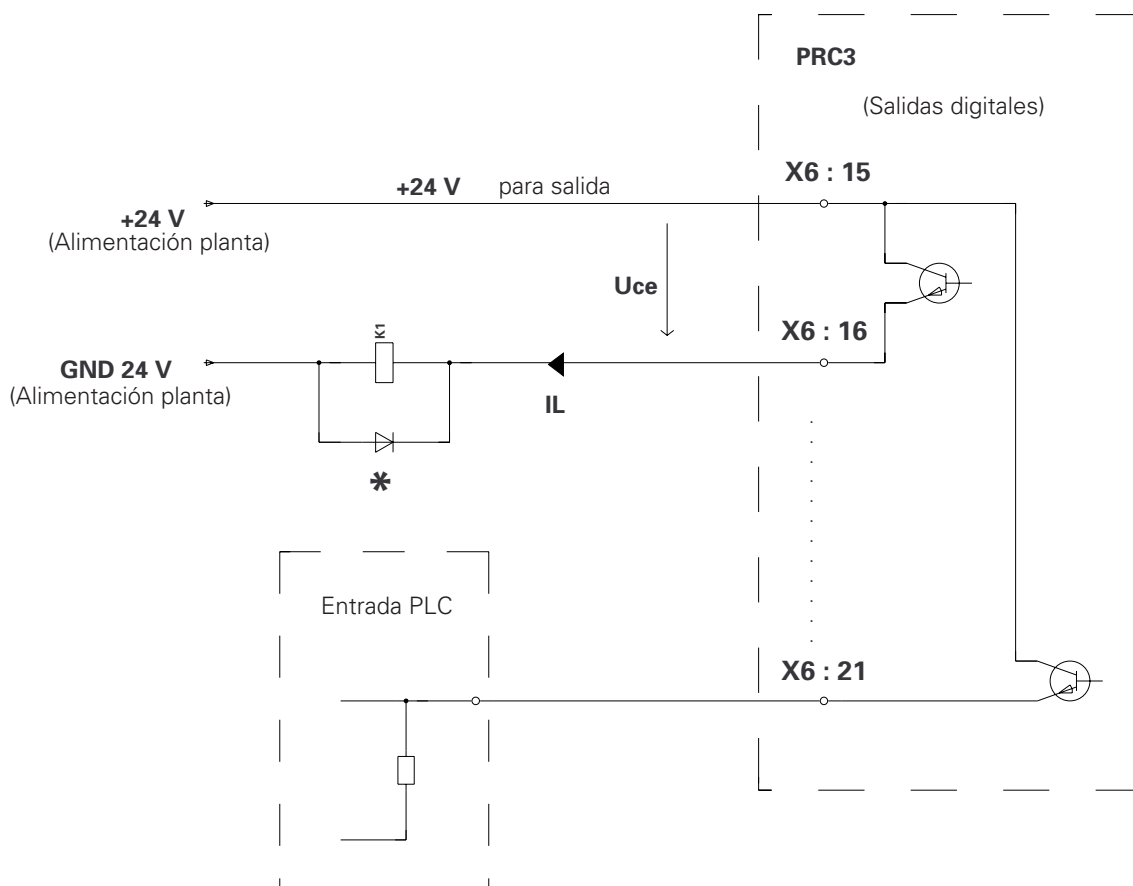 PRC3
(Salidas digitales)
X6 : 15
+24 V para salida
+24 V
(Alimentación planta)
Uce
K1
X6 : 16
GND 24 V
(Alimentación planta)
IL
*
Entrada PLC
X6 : 21